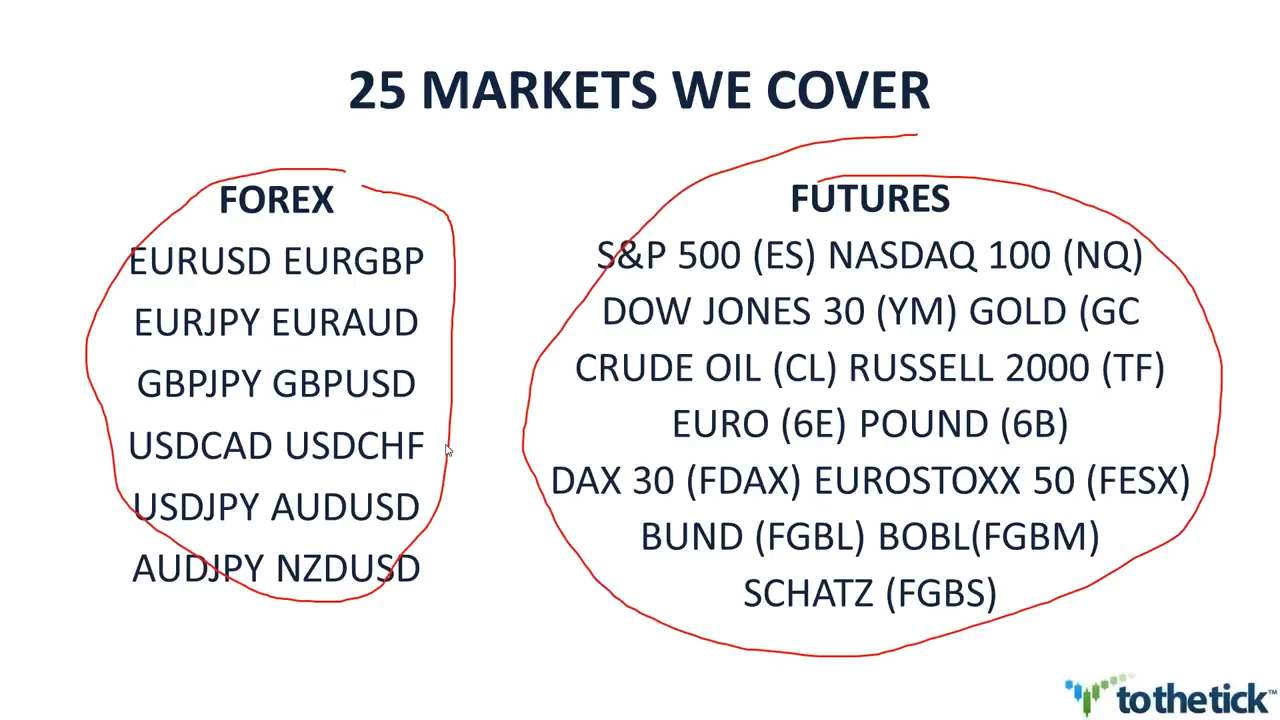 25 MARKETS WE COVER
FOREX
EURUSD EURGBP
EURJPY EURAUD
GBPJPY GBPUSD
USDCAD USDCHF
USDJPY AUDUSD
AUDJPY NZDUSD
FUTURES
S&P 500 (ES) NASDAQ 100 (NQ)
DOW JONES 30 (YM) GOLD (GC
CRUDE OIL (CL) RUSSELL 2000 (TF)
EURO (6E) POUND (6B)
DAX 30 (FDAX) EUROSTOXX 50 (FESX)
BUND (FGBL) BOBL(FGBM)
SCHATZ (FGBS)
tothetick™